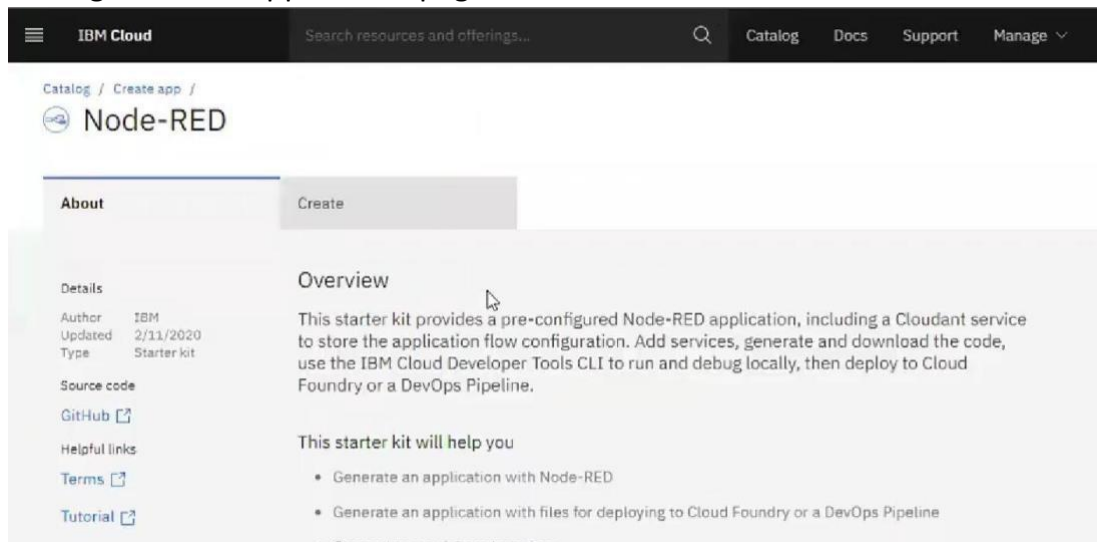 IBM Cloud
Search resources and offerings...
Catalog
Docs
Support
Manage
Catalog / Create app /
Node-RED
About
Create
Details
Author IBM
Updated 2/11/2020
Type Starter kit
Source code
GitHub
Helpful links
Terms
Tutorial
Overview
This starter kit provides a pre-configured Node-RED application, including a Cloudant service
to store the application flow configuration. Add services, generate and download the code,
use the IBM Cloud Developer Tools CLI to run and debug locally, then deploy to Cloud
Foundry or a DevOps Pipeline.
This starter kit will help you
• Generate an application with Node-RED
• Generate an application with files for deploying to Cloud Foundry or a DevOps Pipeline